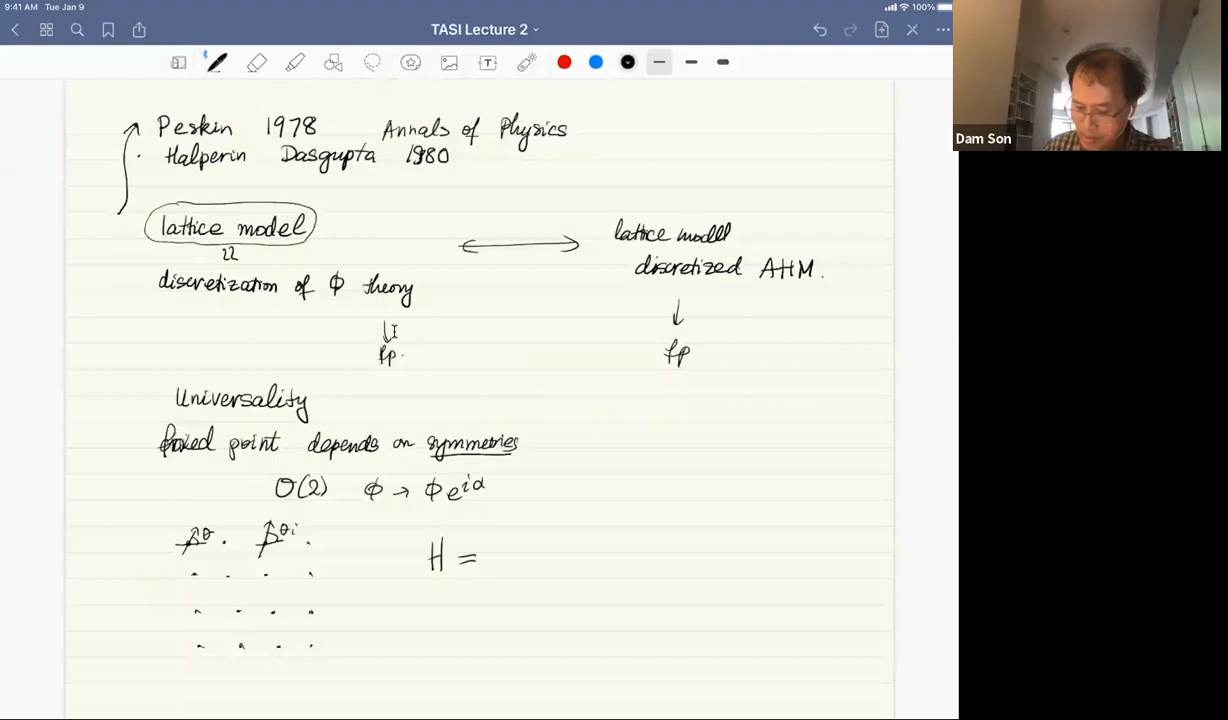 9:41 AM Tue Jan 9
100%
TASI Lecture 2
Dam Son
Peskin 1978 Annals of Physics
Halperin Dasgupta 1980
lattice model
discretization of ϕ theory
fp.
lattice modell
discretized AHM.
fp
Universality
fixed point depends on symmetries
O(2) ϕ → ϕ e^{iα}
θ θ_i
H =